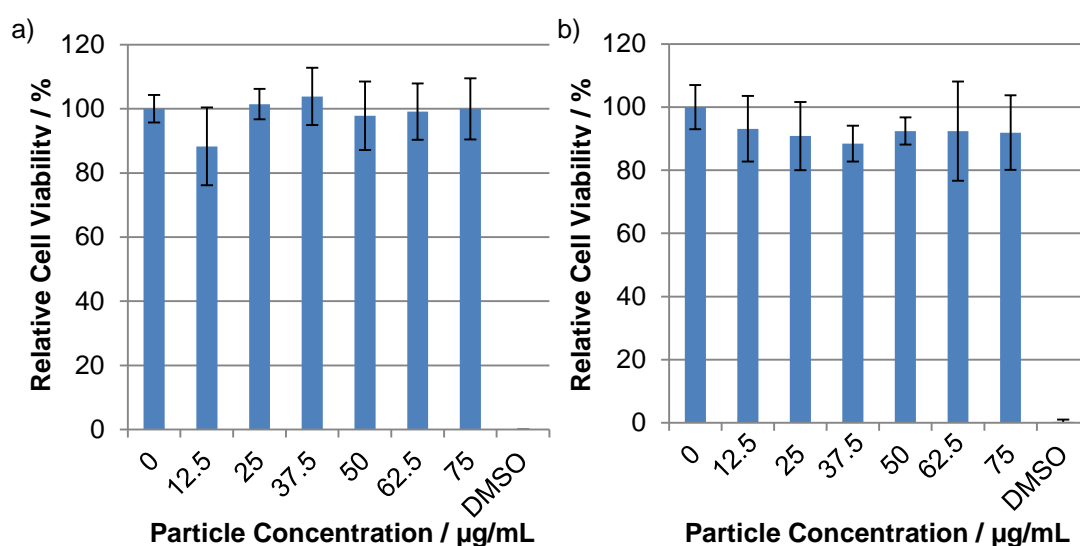 a)
Relative Cell Viability / %
120
100
80
60
40
20
0
0 12.5 25 37.5 50 62.5 75 DMSO
Particle Concentration / µg/mL
b)
Relative Cell Viability / %
120
100
80
60
40
20
0
0 12.5 25 37.5 50 62.5 75 DMSO
Particle Concentration / µg/mL